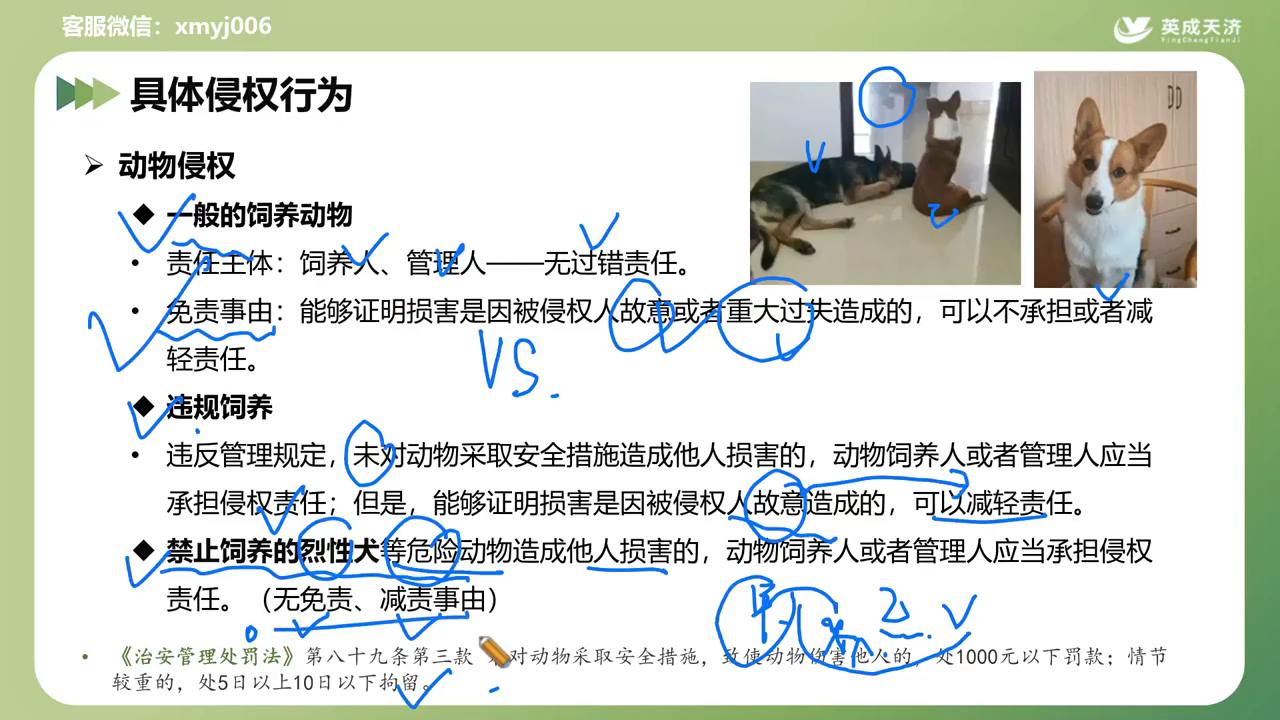 客服微信：xmyj006
英成天济
YingChengTianJi
具体侵权行为
动物侵权
一般的饲养动物
责任主体：饲养人、管理人——无过错责任。
免责事由：能够证明损害是因被侵权人故意或者重大过失造成的，可以不承担或者减
轻责任。
VS.
违规饲养
违反管理规定，未对动物采取安全措施造成他人损害的，动物饲养人或者管理人应当
承担侵权责任；但是，能够证明损害是因被侵权人故意造成的，可以减轻责任。
禁止饲养的烈性犬等危险动物造成他人损害的，动物饲养人或者管理人应当承担侵权
责任。（无免责、减责事由）
《治安管理处罚法》第八十九条第三款 对动物采取安全措施，致使动物伤害他人的，处1000元以下罚款；情节
较重的，处5日以上10日以下拘留。